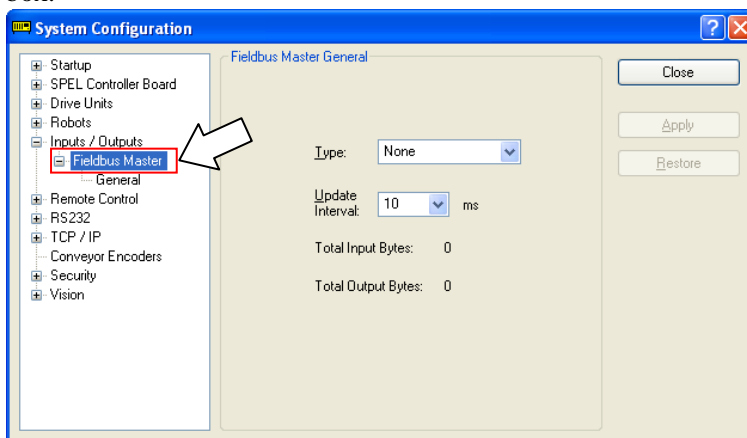 System Configuration
Startup
SPEL Controller Board
Drive Units
Robots
Inputs / Outputs
Fieldbus Master
General
Remote Control
RS232
TCP / IP
Conveyor Encoders
Security
Vision
Fieldbus Master General
Type: None
Update
Interval: 10 ms
Total Input Bytes: 0
Total Output Bytes: 0
Close
Apply
Restore